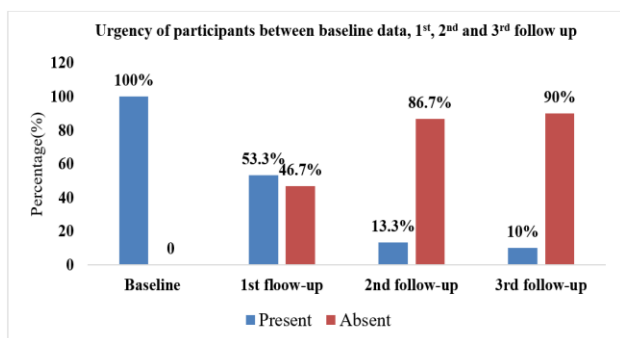 Urgency of participants between baseline data, 1st, 2nd and 3rd follow up
Percentage(%)
120
100
80
60
40
20
0
100%
0
53.3%
46.7%
13.3%
86.7%
10%
90%
Baseline
1st floow-up
2nd follow-up
3rd follow-up
Present
Absent